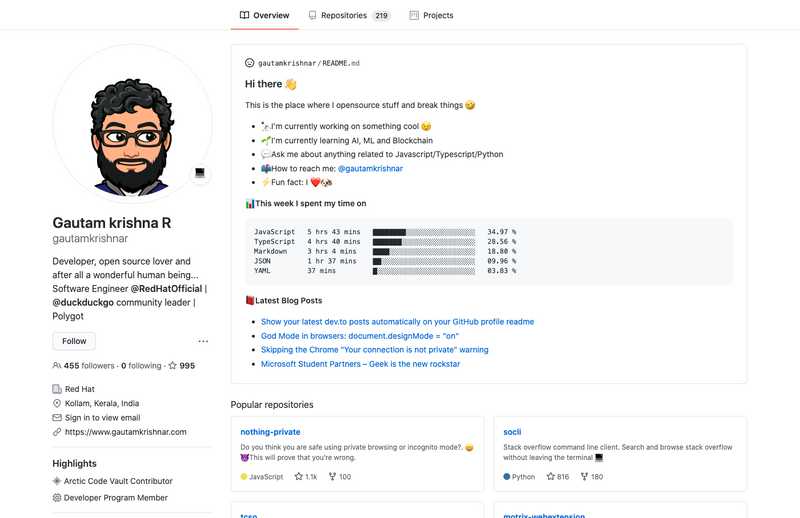 Overview Repositories 219 Projects
Gautam krishna R
gautamkrishnar
Developer, open source lover and
after all a wonderful human being...
Software Engineer @RedHatOfficial |
@duckduckgo community leader |
Polygot
Follow
455 followers · 0 following · 995
Red Hat
Kollam, Kerala, India
Sign in to view email
https://www.gautamkrishnar.com
Highlights
Arctic Code Vault Contributor
Developer Program Member
gautamkrishnar/README.md
Hi there 👋
This is the place where I opensource stuff and break things 🤣
🔭I'm currently working on something cool 😉
🌱I'm currently learning AI, ML and Blockchain
💬Ask me about anything related to Javascript/Typescript/Python
📫How to reach me: @gautamkrishnar
⚡Fun fact: I ❤️🐶
📊This week I spent my time on
JavaScript 5 hrs 43 mins 34.97 %
TypeScript 4 hrs 40 mins 28.56 %
Markdown 3 hrs 4 mins 18.80 %
JSON 1 hr 37 mins 09.96 %
YAML 37 mins 03.83 %
📕Latest Blog Posts
Show your latest dev.to posts automatically on your GitHub profile readme
God Mode in browsers: document.designMode = "on"
Skipping the Chrome "Your connection is not private" warning
Microsoft Student Partners – Geek is the new rockstar
Popular repositories
nothing-private
Do you think you are safe using private browsing or incognito mode?. 😄
👿This will prove that you're wrong.
JavaScript 1.1k 100
socli
Stack overflow command line client. Search and browse stack overflow
without leaving the terminal 💻
Python 816 180